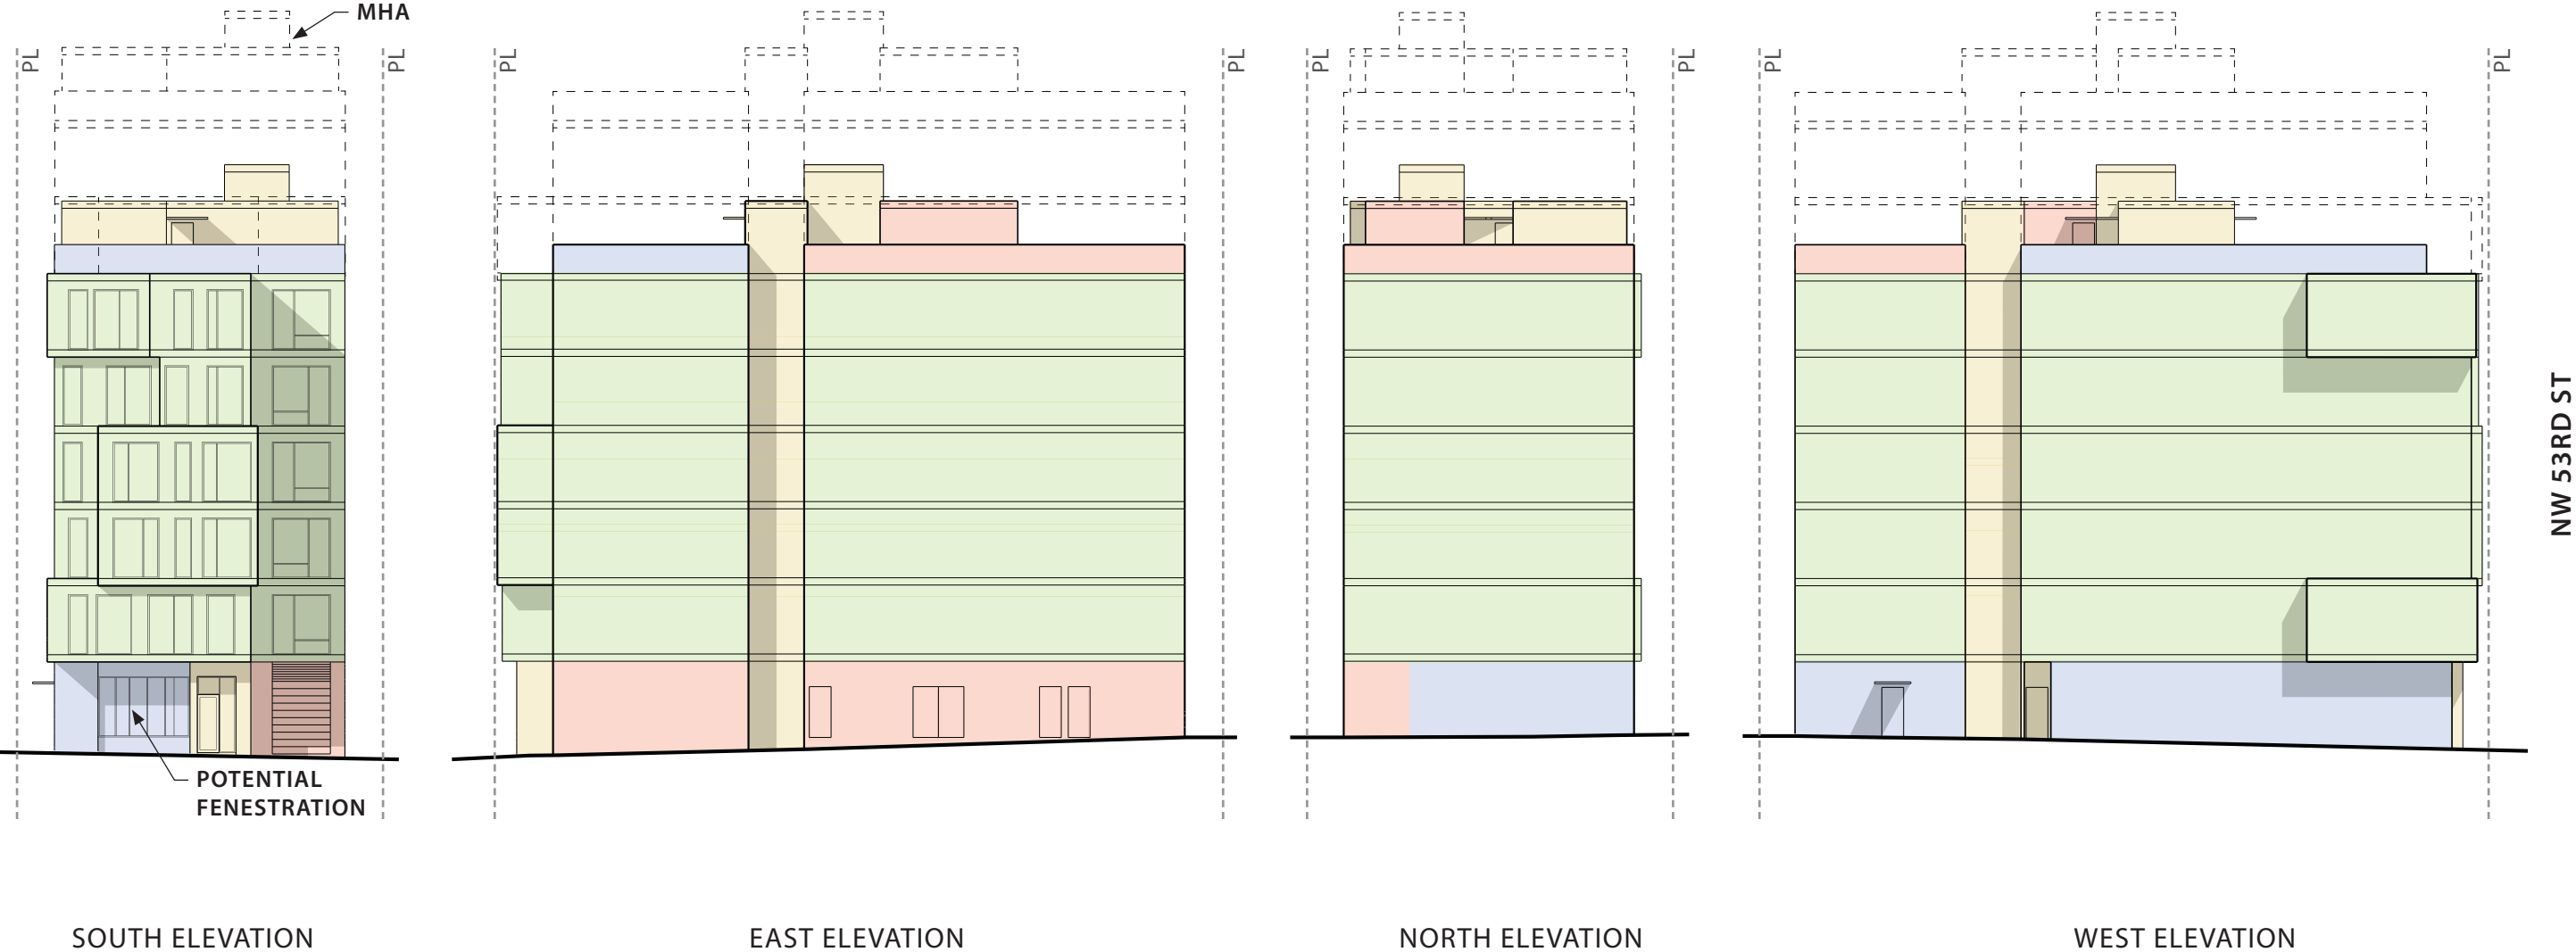 MHA
PL
PL
PL
PL
PL
PL
PL
PL
NW 53RD ST
POTENTIAL
FENESTRATION
SOUTH ELEVATION
EAST ELEVATION
NORTH ELEVATION
WEST ELEVATION